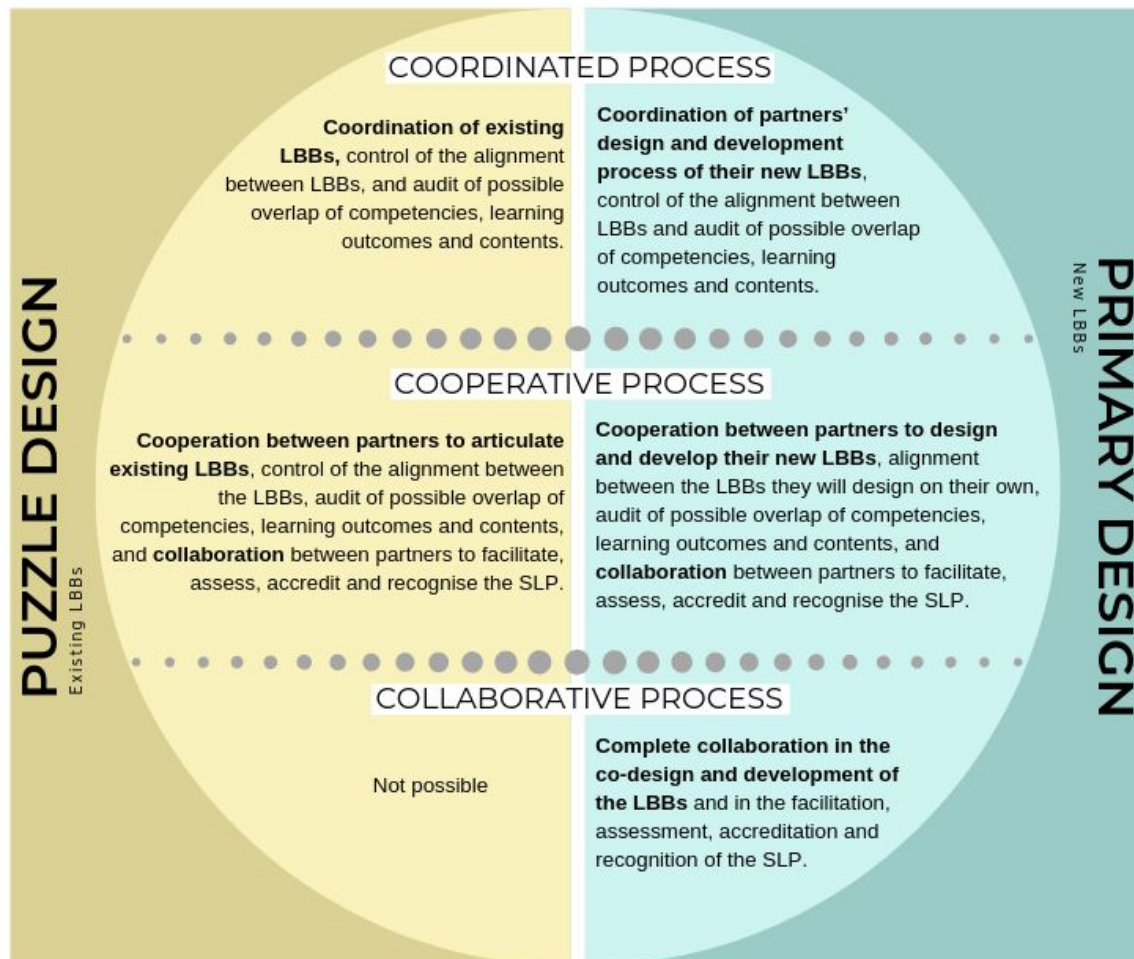 PUZZLE DESIGN
Existing LBBs
COORDINATED PROCESS
Coordination of existing
LBBs, control of the alignment
between LBBs, and audit of possible
overlap of competencies, learning
outcomes and contents.
Coordination of partners’
design and development
process of their new LBBs,
control of the alignment between
LBBs and audit of possible overlap
of competencies, learning
outcomes and contents.
COOPERATIVE PROCESS
Cooperation between partners to articulate
existing LBBs, control of the alignment between
the LBBs, audit of possible overlap of
competencies, learning outcomes and contents,
and collaboration between partners to facilitate,
assess, accredit and recognise the SLP.
Cooperation between partners to design
and develop their new LBBs, alignment
between the LBBs they will design on their own,
audit of possible overlap of competencies,
learning outcomes and contents, and
collaboration between partners to facilitate,
assess, accredit and recognise the SLP.
COLLABORATIVE PROCESS
Not possible
Complete collaboration in the
co-design and development of
the LBBs and in the facilitation,
assessment, accreditation and
recognition of the SLP.
PRIMARY DESIGN
New LBBs